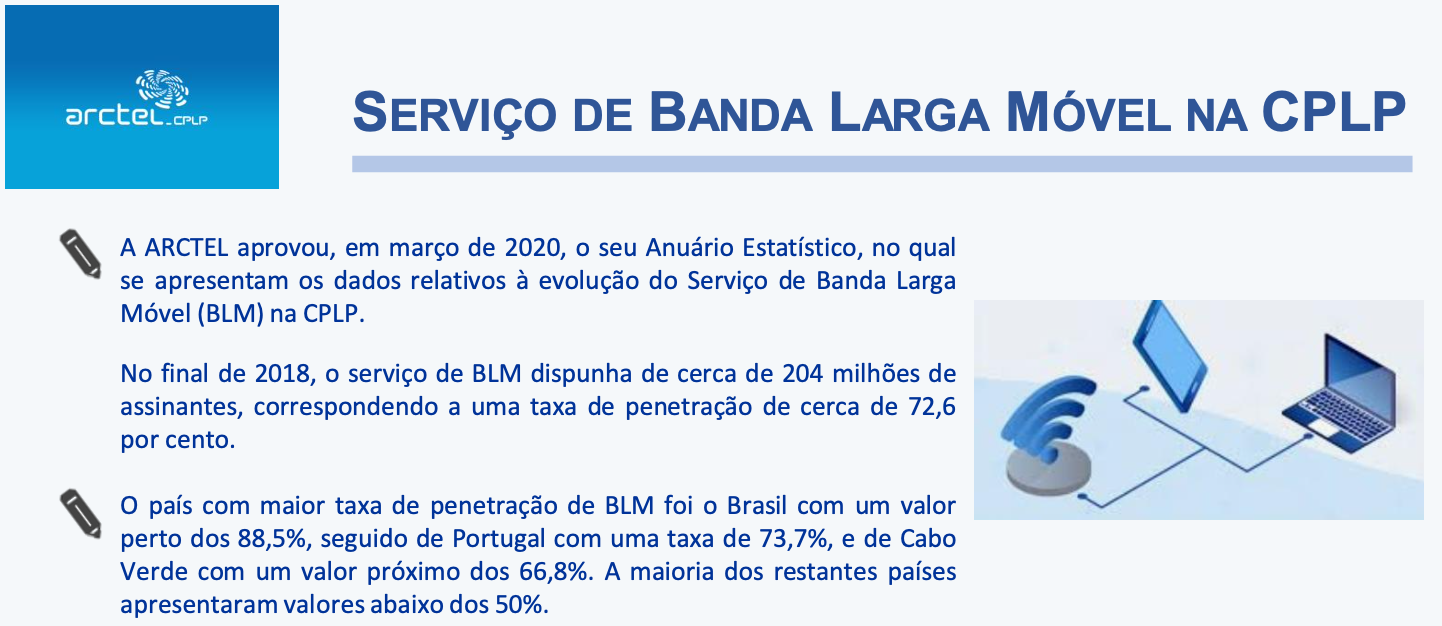 arctel_CPLP
SERVIÇO DE BANDA LARGA MÓVEL NA CPLP
A ARCTEL aprovou, em março de 2020, o seu Anuário Estatístico, no qual
se apresentam os dados relativos à evolução do Serviço de Banda Larga
Móvel (BLM) na CPLP.
No final de 2018, o serviço de BLM dispunha de cerca de 204 milhões de
assinantes, correspondendo a uma taxa de penetração de cerca de 72,6
por cento.
O país com maior taxa de penetração de BLM foi o Brasil com um valor
perto dos 88,5%, seguido de Portugal com uma taxa de 73,7%, e de Cabo
Verde com um valor próximo dos 66,8%. A maioria dos restantes países
apresentaram valores abaixo dos 50%.